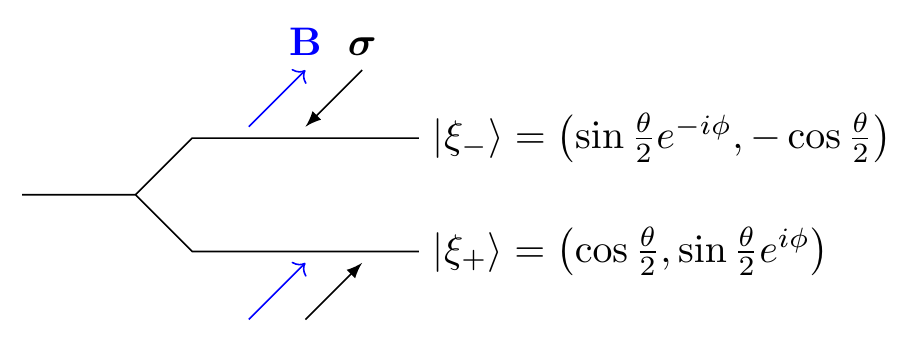 B σ
|ξ₋⟩ = (sin θ/2 e^{-iϕ}, − cos θ/2)
|ξ₊⟩ = (cos θ/2, sin θ/2 e^{iϕ})